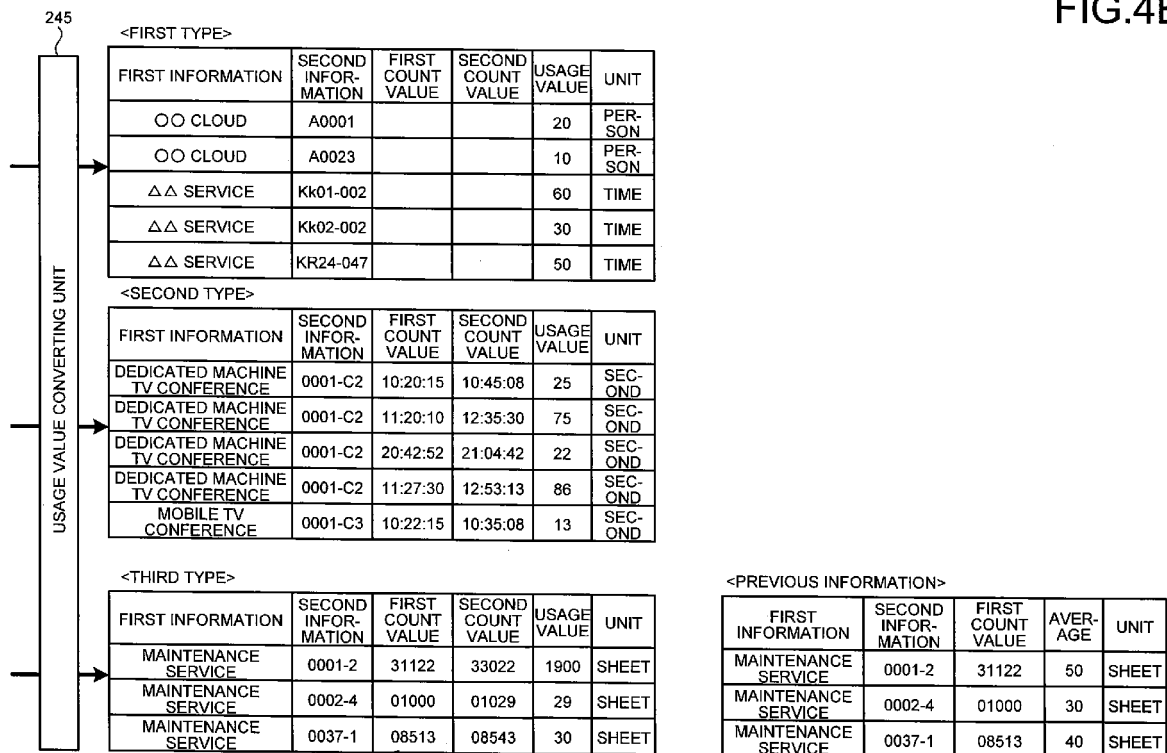 FIG.4B
245
USAGE VALUE CONVERTING UNIT
<FIRST TYPE>
FIRST INFORMATION SECOND INFOR-MATION FIRST COUNT VALUE SECOND COUNT VALUE USAGE VALUE UNIT
○○ CLOUD A0001 20 PER-SON
○○ CLOUD A0023 10 PER-SON
△△ SERVICE Kk01-002 60 TIME
△△ SERVICE Kk02-002 30 TIME
△△ SERVICE KR24-047 50 TIME
<SECOND TYPE>
FIRST INFORMATION SECOND INFOR-MATION FIRST COUNT VALUE SECOND COUNT VALUE USAGE VALUE UNIT
DEDICATED MACHINE TV CONFERENCE 0001-C2 10:20:15 10:45:08 25 SEC-OND
DEDICATED MACHINE TV CONFERENCE 0001-C2 11:20:10 12:35:30 75 SEC-OND
DEDICATED MACHINE TV CONFERENCE 0001-C2 20:42:52 21:04:42 22 SEC-OND
DEDICATED MACHINE TV CONFERENCE 0001-C2 11:27:30 12:53:13 86 SEC-OND
MOBILE TV CONFERENCE 0001-C3 10:22:15 10:35:08 13 SEC-OND
<THIRD TYPE>
FIRST INFORMATION SECOND INFOR-MATION FIRST COUNT VALUE SECOND COUNT VALUE USAGE VALUE UNIT
MAINTENANCE SERVICE 0001-2 31122 33022 1900 SHEET
MAINTENANCE SERVICE 0002-4 01000 01029 29 SHEET
MAINTENANCE SERVICE 0037-1 08513 08543 30 SHEET
<PREVIOUS INFORMATION>
FIRST INFORMATION SECOND INFOR-MATION FIRST COUNT VALUE AVER-AGE UNIT
MAINTENANCE SERVICE 0001-2 31122 50 SHEET
MAINTENANCE SERVICE 0002-4 01000 30 SHEET
MAINTENANCE SERVICE 0037-1 08513 40 SHEET